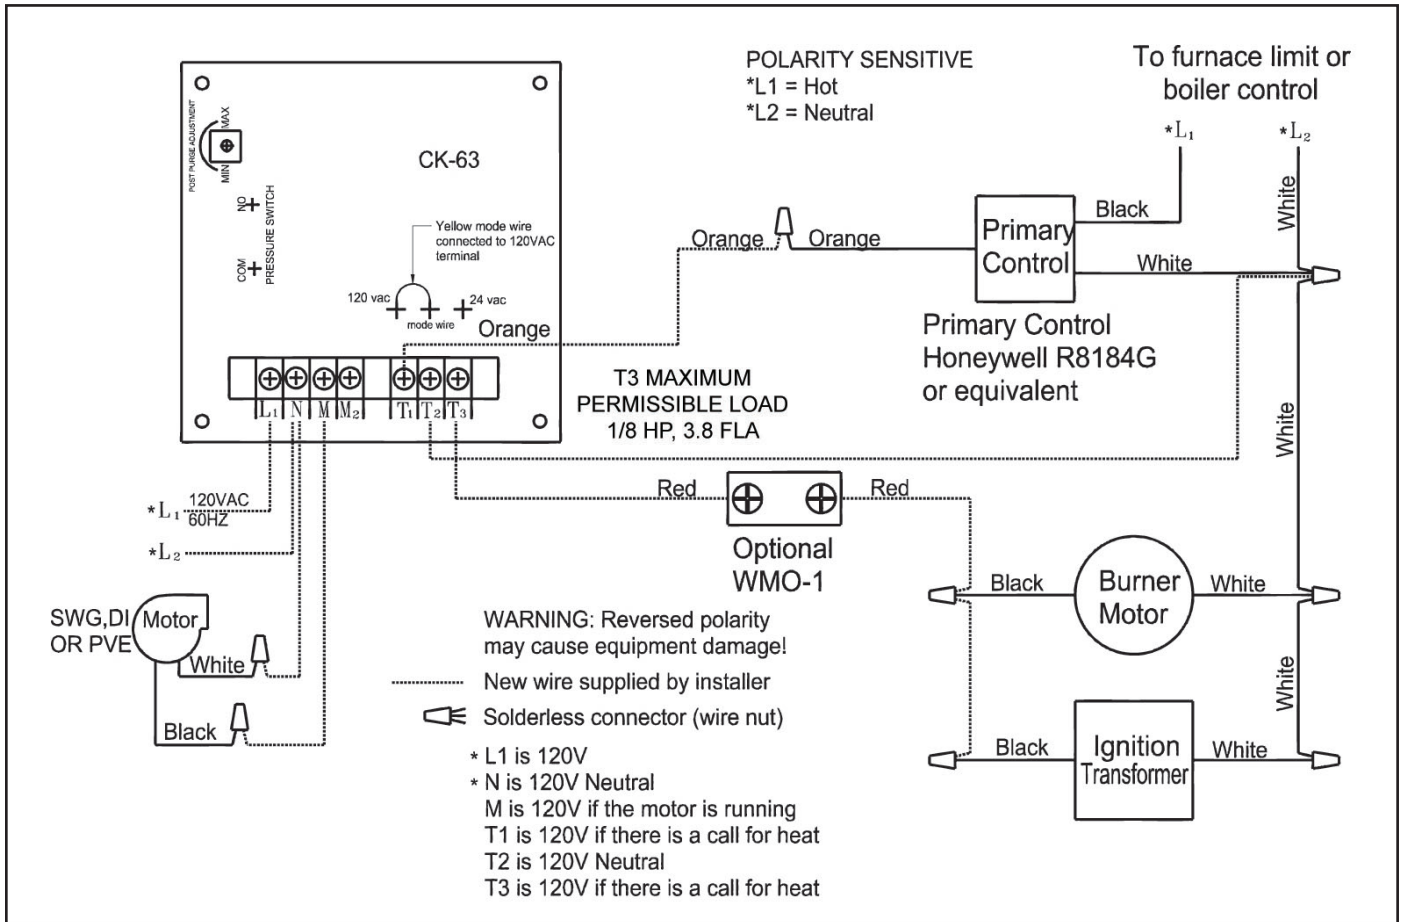 POLARITY SENSITIVE
*L1 = Hot
*L2 = Neutral
To furnace limit or
boiler control
*L1
*L2
POST PURGE ADJUSTMENT
MAX
MIN
CK-63
NO
COM
PRESSURE SWITCH
Yellow mode wire
connected to 120VAC
terminal
120 vac
24 vac
mode wire
Orange
Orange
Orange
Primary
Control
Black
White
White
Primary Control
Honeywell R8184G
or equivalent
T3 MAXIMUM
PERMISSIBLE LOAD
1/8 HP, 3.8 FLA
L1
N
M
M2
T1
T2
T3
White
Red
Red
Optional
WMO-1
*L1
120VAC
60HZ
*L2
SWG,DI
OR PVE
Motor
White
Black
Black
Burner
Motor
White
White
Black
Ignition
Transformer
White
WARNING: Reversed polarity
may cause equipment damage!
New wire supplied by installer
Solderless connector (wire nut)
* L1 is 120V
* N is 120V Neutral
M is 120V if the motor is running
T1 is 120V if there is a call for heat
T2 is 120V Neutral
T3 is 120V if there is a call for heat